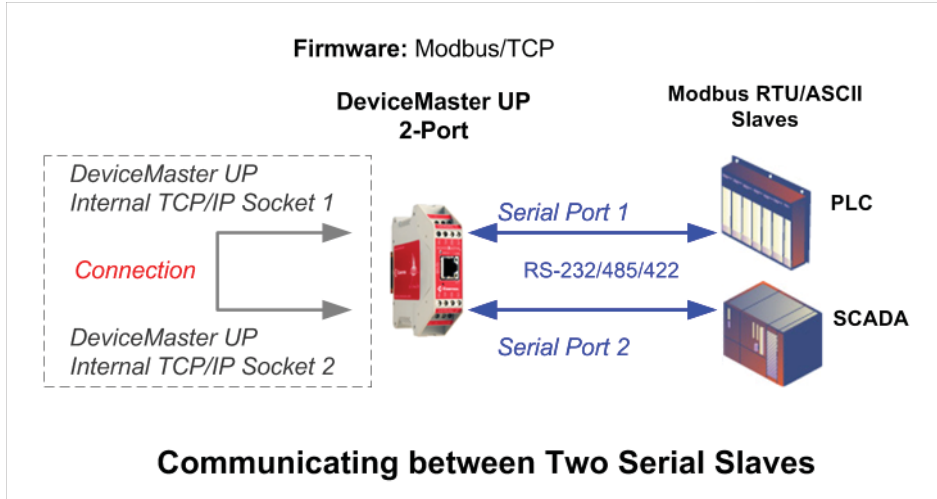 Firmware: Modbus/TCP
DeviceMaster UP
2-Port
Modbus RTU/ASCII
Slaves
DeviceMaster UP
Internal TCP/IP Socket 1
Connection
DeviceMaster UP
Internal TCP/IP Socket 2
Serial Port 1
RS-232/485/422
Serial Port 2
PLC
SCADA
Communicating between Two Serial Slaves